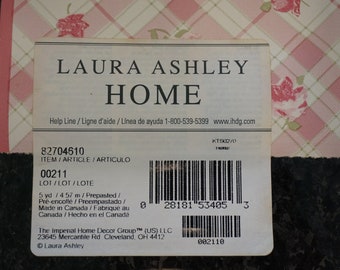 LAURA ASHLEY
HOME
Help Line / Ligne d'aide / Línea de ayuda 1-800-539-5399 www.ihdg.com
82704610
ITEM / ARTICLE / ARTICULO
00211
LOT / LOT / LOTE
5 yd / 4.57 m / Prepasted /
Pré-encollé / Preempastado /
Made in Canada / Fabriqué au
Canada / Hecho en el Canadá
The Imperial Home Decor Group™ (US) LLC
23645 Mercantile Rd. Cleveland, OH 4412
© Laura Ashley
0 28181 53405 3
002110